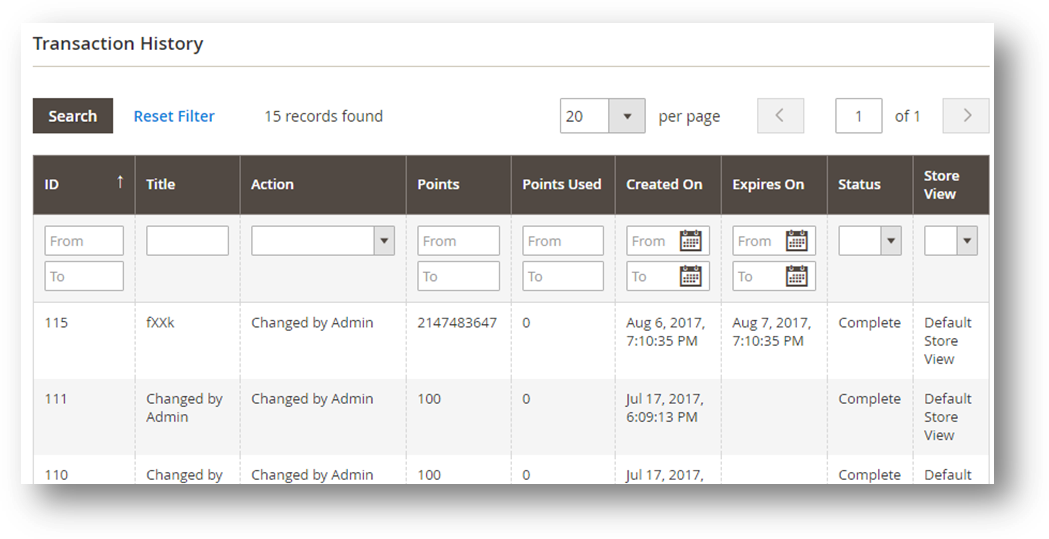 Transaction History
Search Reset Filter 15 records found 20 per page 1 of 1
ID ↑ Title Action Points Points Used Created On Expires On Status Store
View
From From From From From
To To To To To
115 fXXk Changed by Admin 2147483647 0 Aug 6, 2017, Aug 7, 2017, Complete Default
7:10:35 PM 7:10:35 PM Store
View
111 Changed by Changed by Admin 100 0 Jul 17, 2017, Complete Default
Admin 6:09:13 PM Store
View
110 Changed by Changed by Admin 100 0 Jul 17, 2017, Complete Default